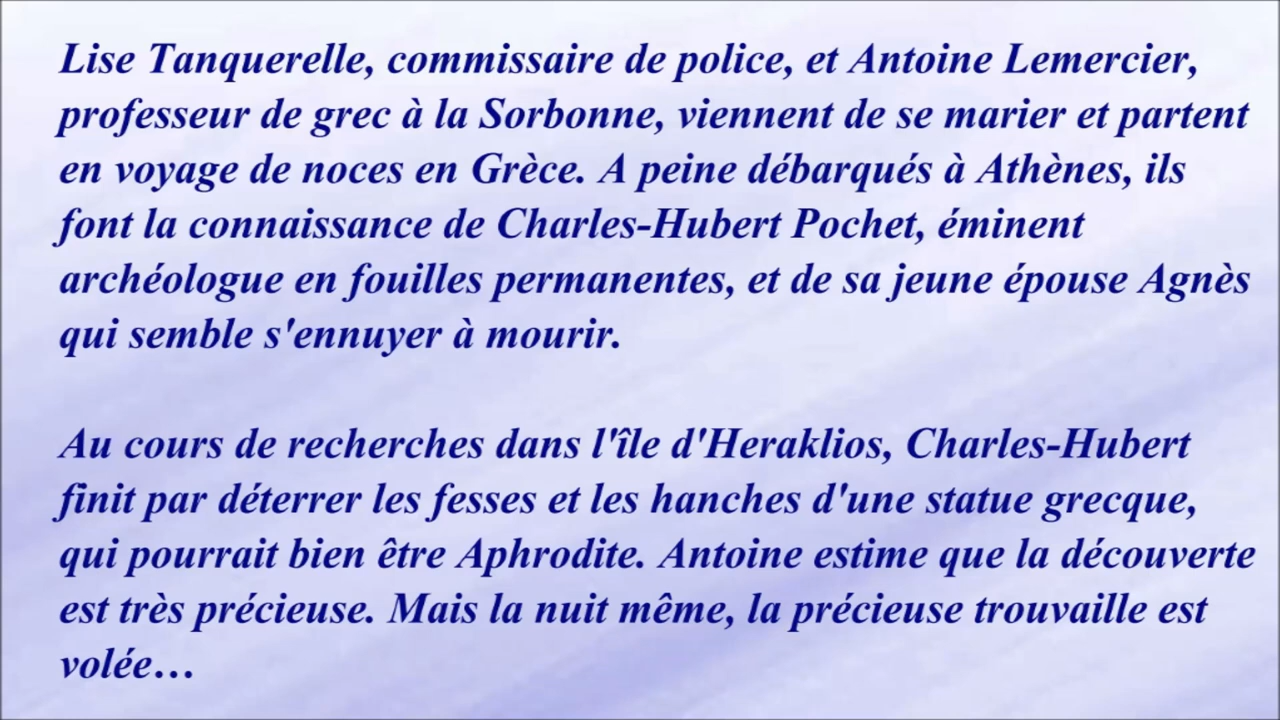 Lise Tanquerelle, commissaire de police, et Antoine Lemercier,
professeur de grec à la Sorbonne, viennent de se marier et partent
en voyage de noces en Grèce. A peine débarqués à Athènes, ils
font la connaissance de Charles-Hubert Pochet, éminent
archéologue en fouilles permanentes, et de sa jeune épouse Agnès
qui semble s'ennuyer à mourir.
Au cours de recherches dans l'île d'Heraklios, Charles-Hubert
finit par déterrer les fesses et les hanches d'une statue grecque,
qui pourrait bien être Aphrodite. Antoine estime que la découverte
est très précieuse. Mais la nuit même, la précieuse trouvaille est
volée…